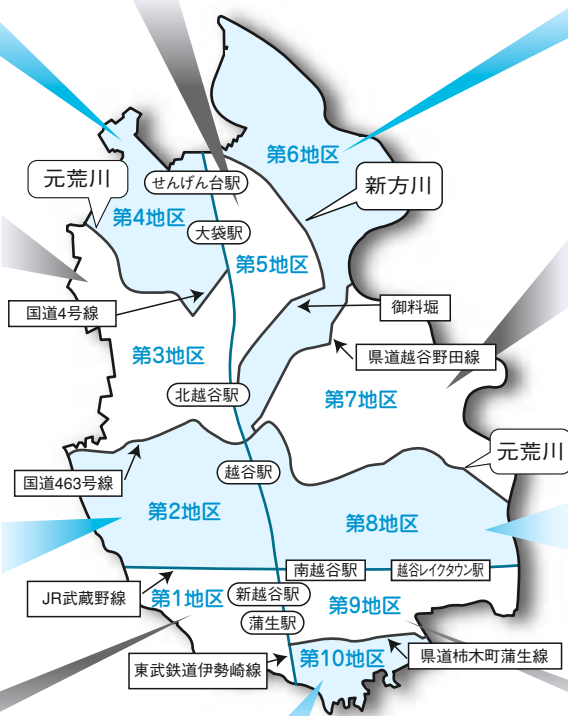 第6地区
せんげん台駅
元荒川
新方川
第4地区
大袋駅
第5地区
国道4号線
御料堀
第3地区
県道越谷野田線
北越谷駅
第7地区
元荒川
越谷駅
国道463号線
第2地区
第8地区
南越谷駅
越谷レイクタウン駅
JR武蔵野線
第1地区
新越谷駅
第9地区
蒲生駅
東武鉄道伊勢崎線
第10地区
県道柿木町蒲生線